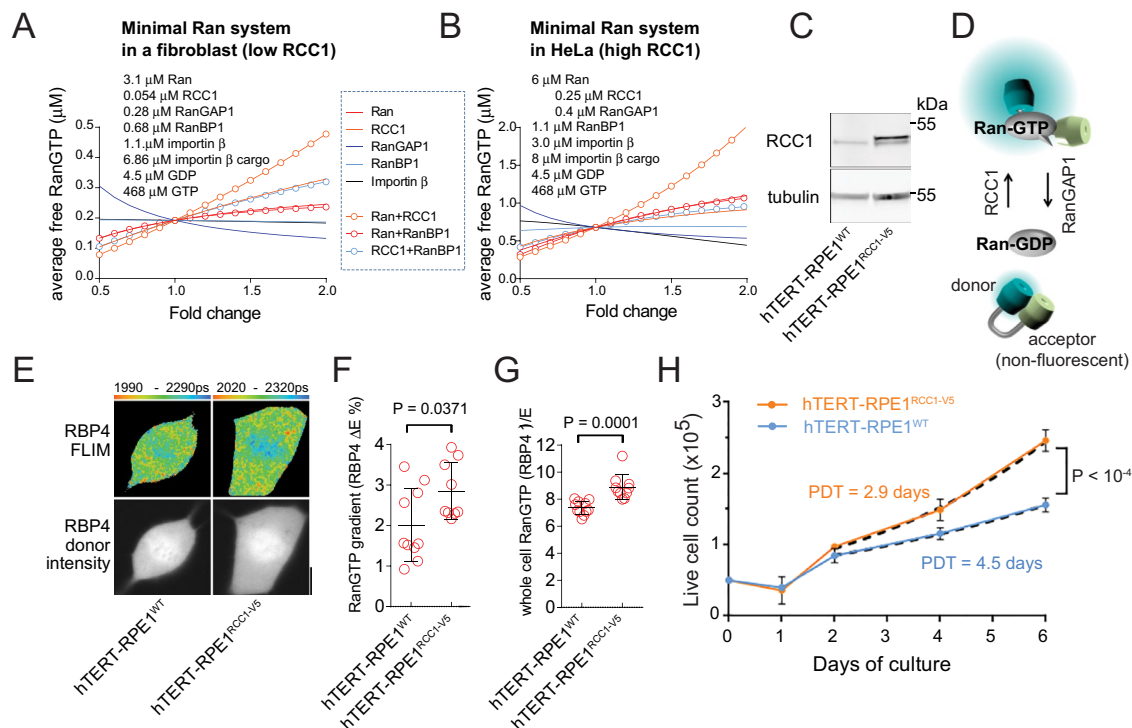 A
Minimal Ran system
in a fibroblast (low RCC1)
3.1 µM Ran
0.054 µM RCC1
0.28 µM RanGAP1
0.68 µM RanBP1
1.1µM importin β
6.86 µM importin β cargo
4.5 µM GDP
468 µM GTP
average free RanGTP (µM)
0.5
0.4
0.3
0.2
0.1
0.0
0.5
1.0
1.5
2.0
Fold change
Ran
RCC1
RanGAP1
RanBP1
Importin β
Ran+RCC1
Ran+RanBP1
RCC1+RanBP1
B
Minimal Ran system
in HeLa (high RCC1)
6 µM Ran
0.25 µM RCC1
0.4 µM RanGAP1
1.1 µM RanBP1
3.0 µM importin β
8 µM importin β cargo
4.5 µM GDP
468 µM GTP
average free RanGTP (µM)
2.0
1.5
1.0
0.5
0.0
0.5
1.0
1.5
2.0
Fold change
C
kDa
RCC1
55
tubulin
55
hTERT-RPE1WT
hTERT-RPE1RCC1-V5
D
Ran-GTP
RCC1
RanGAP1
Ran-GDP
donor
acceptor
(non-fluorescent)
E
1990 - 2290ps
2020 - 2320ps
RBP4
FLIM
RBP4
donor
intensity
hTERT-RPE1WT
hTERT-RPE1RCC1-V5
F
P = 0.0371
RanGTP gradient (RBP4 ΔE %)
4
3
2
1
0
hTERT-RPE1WT
hTERT-RPE1RCC1-V5
G
P = 0.0001
whole cell RanGTP (RBP4 )/E
12
10
8
6
4
2
0
hTERT-RPE1WT
hTERT-RPE1RCC1-V5
H
hTERT-RPE1RCC1-V5
hTERT-RPE1WT
Live cell count (x10⁵)
3
2
1
0
PDT = 2.9 days
PDT = 4.5 days
P < 10⁻⁴
0
1
2
3
4
5
6
Days of culture